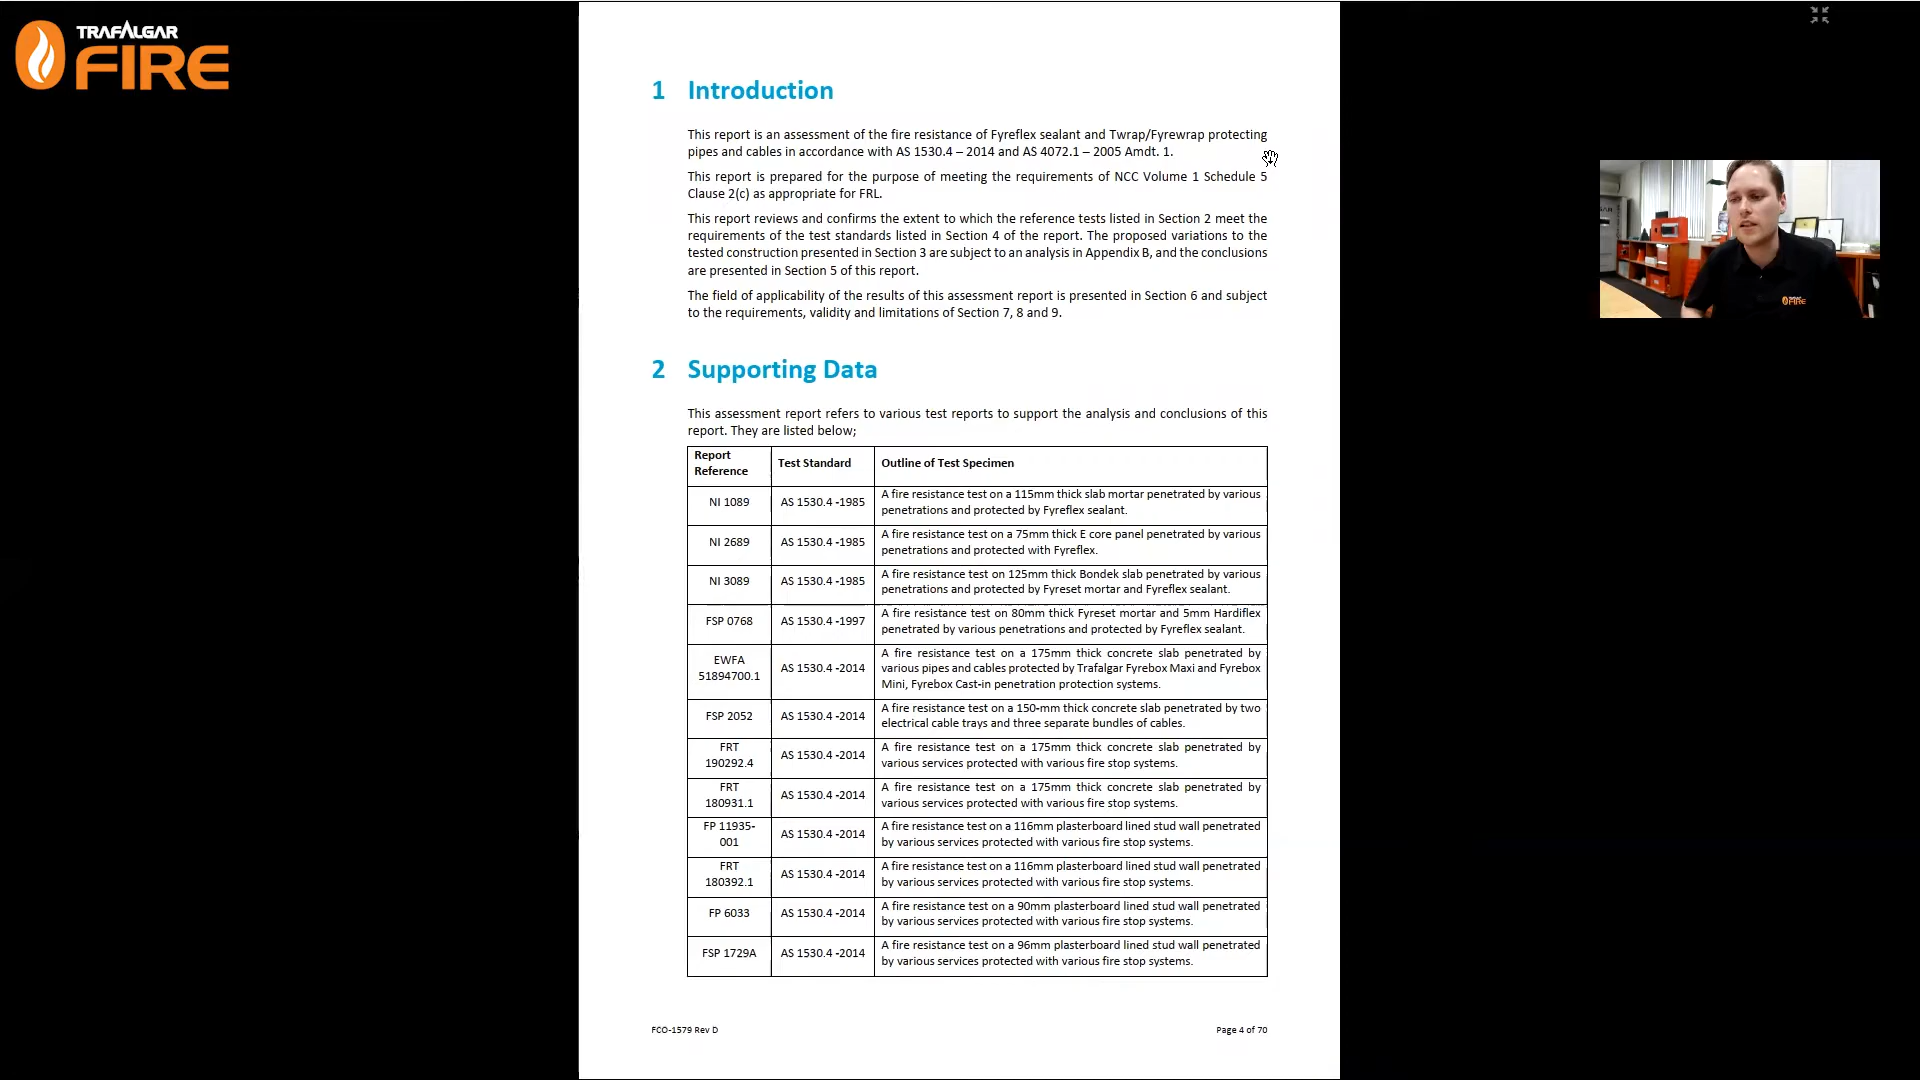 TRAFALGAR
FIRE
1 Introduction
This report is an assessment of the fire resistance of Fyreflex sealant and Twrap/Fyrewrap protecting
pipes and cables in accordance with AS 1530.4 – 2014 and AS 4072.1 – 2005 Amdt. 1.
This report is prepared for the purpose of meeting the requirements of NCC Volume 1 Schedule 5
Clause 2(c) as appropriate for FRL.
This report reviews and confirms the extent to which the reference tests listed in Section 2 meet the
requirements of the test standards listed in Section 4 of the report. The proposed variations to the
tested construction presented in Section 3 are subject to an analysis in Appendix B, and the conclusions
are presented in Section 5 of this report.
The field of applicability of the results of this assessment report is presented in Section 6 and subject
to the requirements, validity and limitations of Section 7, 8 and 9.
2 Supporting Data
This assessment report refers to various test reports to support the analysis and conclusions of this
report. They are listed below;
Report
Reference
Test Standard
Outline of Test Specimen
NI 1089
AS 1530.4 -1985
A fire resistance test on a 115mm thick slab mortar penetrated by various
penetrations and protected by Fyreflex sealant.
NI 2689
AS 1530.4 -1985
A fire resistance test on a 75mm thick E core panel penetrated by various
penetrations and protected with Fyreflex.
NI 3089
AS 1530.4 -1985
A fire resistance test on 125mm thick Bondek slab penetrated by various
penetrations and protected by Fyreset mortar and Fyreflex sealant.
FSP 0768
AS 1530.4 -1997
A fire resistance test on 80mm thick Fyreset mortar and 5mm Hardiflex
penetrated by various penetrations and protected by Fyreflex sealant.
EWFA
51894700.1
AS 1530.4 -2014
A fire resistance test on a 175mm thick concrete slab penetrated by
various pipes and cables protected by Trafalgar Fyrebox Maxi and Fyrebox
Mini, Fyrebox Cast-in penetration protection systems.
FSP 2052
AS 1530.4 -2014
A fire resistance test on a 150-mm thick concrete slab penetrated by two
electrical cable trays and three separate bundles of cables.
FRT
190292.4
AS 1530.4 -2014
A fire resistance test on a 175mm thick concrete slab penetrated by
various services protected with various fire stop systems.
FRT
180931.1
AS 1530.4 -2014
A fire resistance test on a 175mm thick concrete slab penetrated by
various services protected with various fire stop systems.
FP 11935-
001
AS 1530.4 -2014
A fire resistance test on a 116mm plasterboard lined stud wall penetrated
by various services protected with various fire stop systems.
FRT
180392.1
AS 1530.4 -2014
A fire resistance test on a 116mm plasterboard lined stud wall penetrated
by various services protected with various fire stop systems.
FP 6033
AS 1530.4 -2014
A fire resistance test on a 90mm plasterboard lined stud wall penetrated
by various services protected with various fire stop systems.
FSP 1729A
AS 1530.4 -2014
A fire resistance test on a 96mm plasterboard lined stud wall penetrated
by various services protected with various fire stop systems.
FCO-1579 Rev D
Page 4 of 70
FIRE